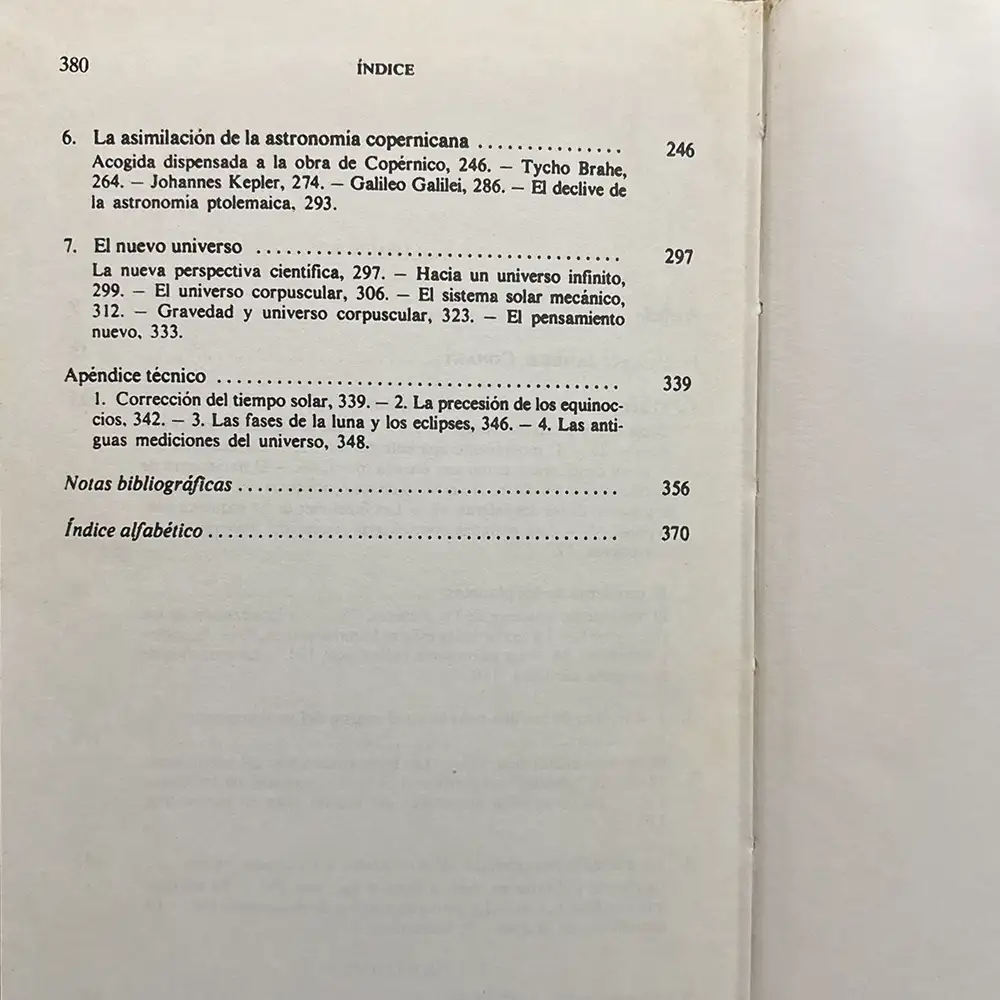 380
ÍNDICE
6. La asimilación de la astronomía copernicana ............... 246
Acogida dispensada a la obra de Copérnico, 246. — Tycho Brahe,
264. — Johannes Kepler, 274. — Galileo Galilei, 286. — El declive de
la astronomía ptolemaica, 293.
7. El nuevo universo ..................................... 297
La nueva perspectiva científica, 297. — Hacia un universo infinito,
299. — El universo corpuscular, 306. — El sistema solar mecánico,
312. — Gravedad y universo corpuscular, 323. — El pensamiento
nuevo, 333.
Apéndice técnico ......................................... 339
1. Corrección del tiempo solar, 339. — 2. La precesión de los equinoc-
cios, 342. — 3. Las fases de la luna y los eclipses, 346. — 4. Las anti-
guas mediciones del universo, 348.
Notas bibliográficas ....................................... 356
Índice alfabético .......................................... 370